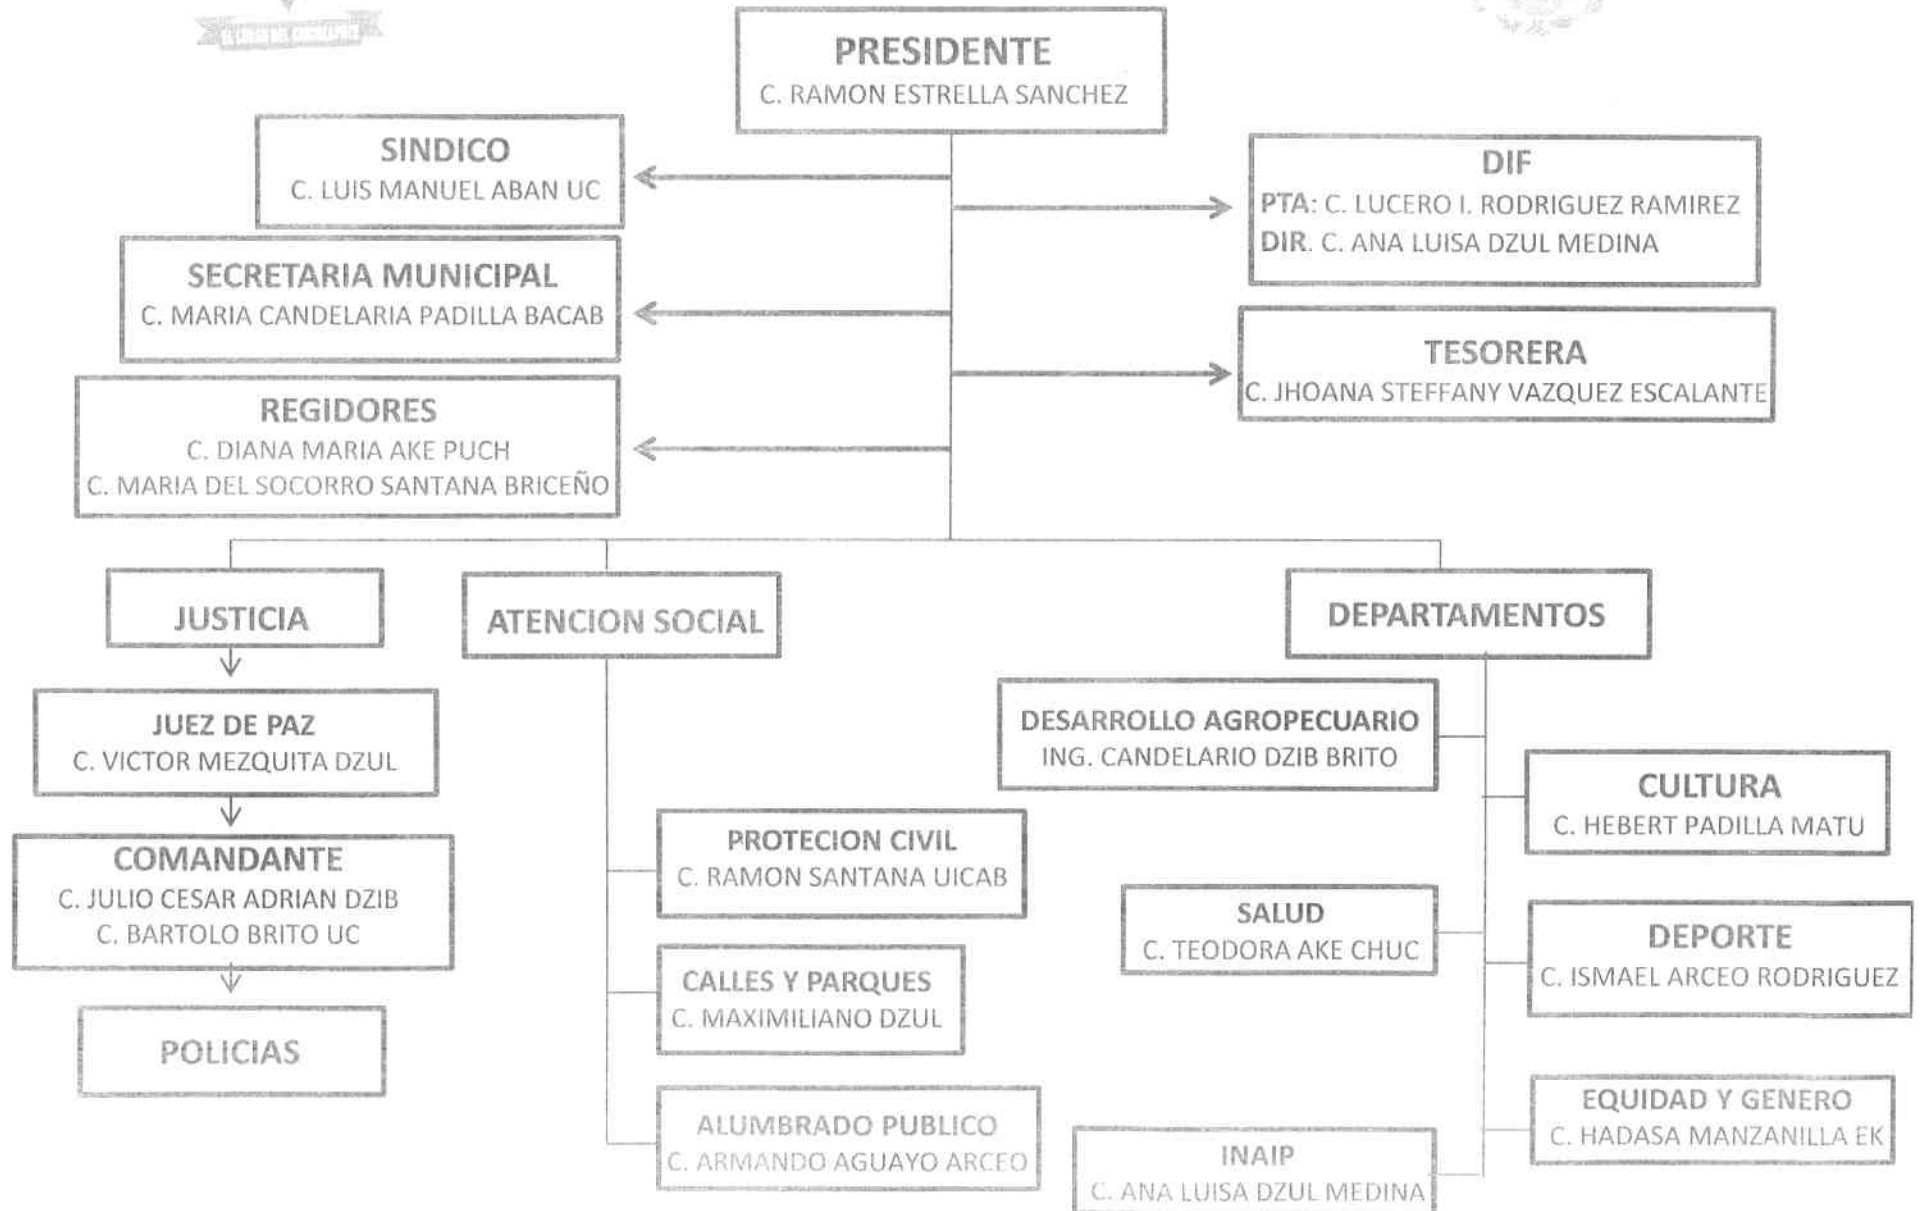 PRESIDENTE
C. RAMON ESTRELLA SANCHEZ
SINDICO
C. LUIS MANUEL ABAN UC
DIF
PTA: C. LUCERO I. RODRIGUEZ RAMIREZ
DIR. C. ANA LUISA DZUL MEDINA
SECRETARIA MUNICIPAL
C. MARIA CANDELARIA PADILLA BACAB
TESORERA
C. JHOANA STEFFANY VAZQUEZ ESCALANTE
REGIDORES
C. DIANA MARIA AKE PUCH
C. MARIA DEL SOCORRO SANTANA BRICEÑO
JUSTICIA
JUEZ DE PAZ
C. VICTOR MEZQUITA DZUL
COMANDANTE
C. JULIO CESAR ADRIAN DZIB
C. BARTOLO BRITO UC
POLICIAS
ATENCION SOCIAL
PROTECION CIVIL
C. RAMON SANTANA UICAB
CALLES Y PARQUES
C. MAXIMILIANO DZUL
ALUMBRADO PUBLICO
C. ARMANDO AGUAYO ARCEO
DEPARTAMENTOS
DESARROLLO AGROPECUARIO
ING. CANDELARIO DZIB BRITO
CULTURA
C. HEBERT PADILLA MATU
SALUD
C. TEODORA AKE CHUC
DEPORTE
C. ISMAEL ARCEO RODRIGUEZ
EQUIDAD Y GENERO
C. HADASA MANZANILLA EK
INAIP
C. ANA LUISA DZUL MEDINA